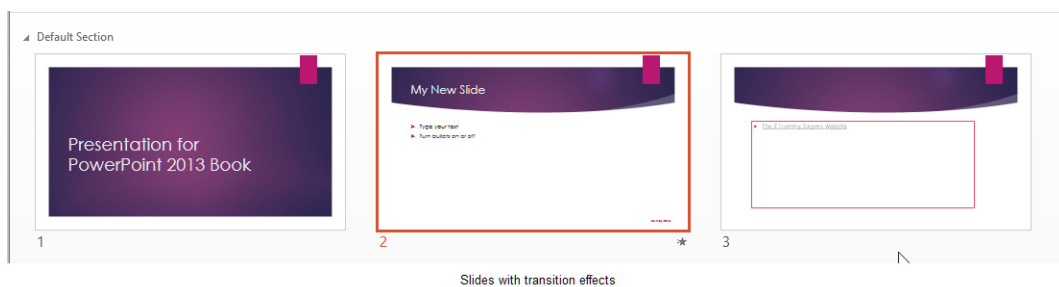 Default Section
Presentation for
PowerPoint 2013 Book
My New Slide
Type your text
Turn bullets on or off
The IT Training Surgery Website
1
2
3
Slides with transition effects